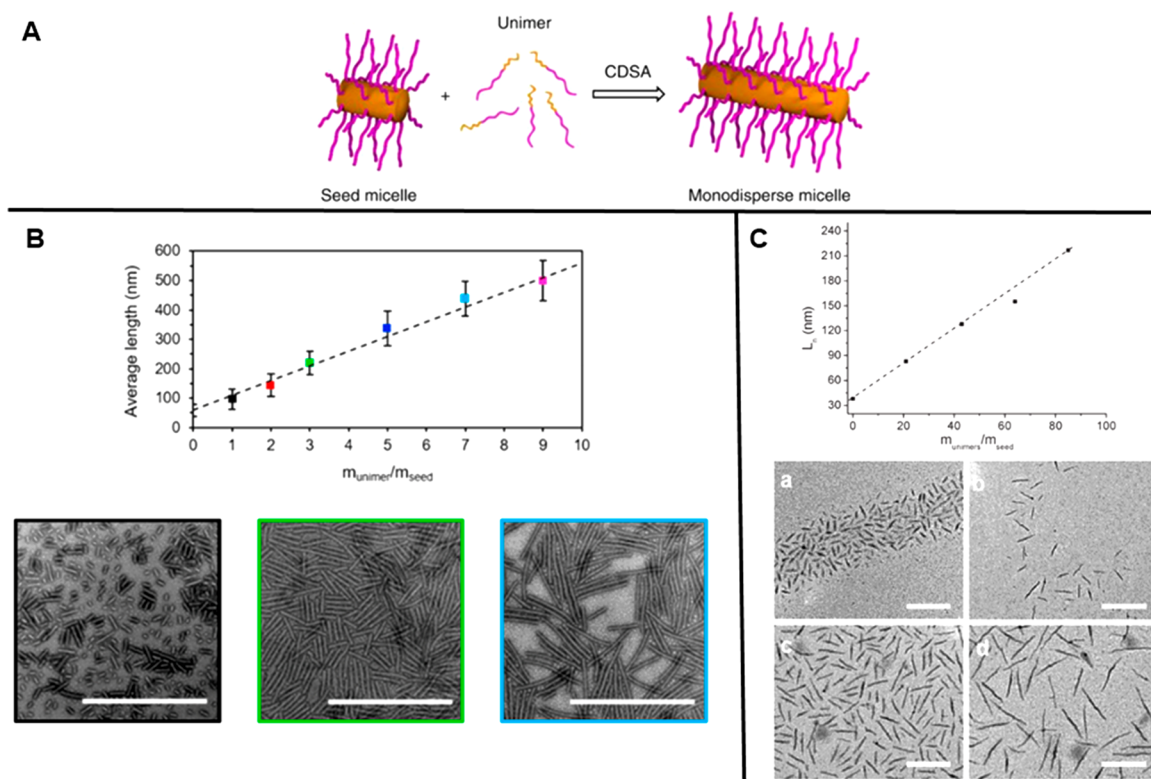 A
Unimer
+
CDSA
Seed micelle
Monodisperse micelle
B
Average length (nm)
600
500
400
300
200
100
0
0 1 2 3 4 5 6 7 8 9 10
m_unimer/m_seed
C
L_n (nm)
240
210
180
150
120
90
60
30
0 20 40 60 80 100
m_unimers/m_seed
a
b
c
d